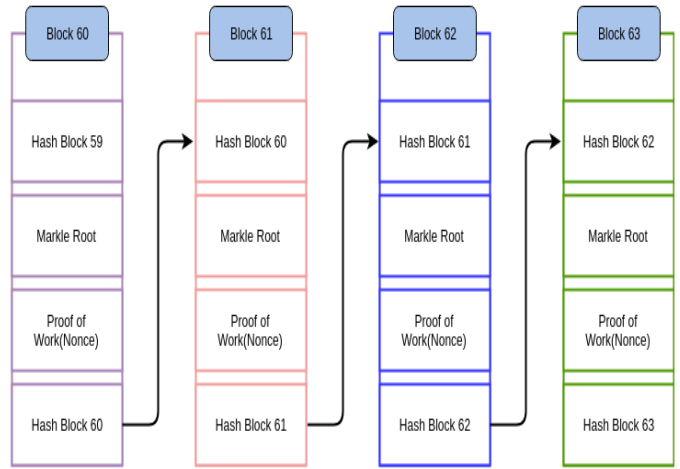 Block 60
Hash Block 59
Markle Root
Proof of
Work(Nonce)
Hash Block 60
Block 61
Hash Block 60
Markle Root
Proof of
Work(Nonce)
Hash Block 61
Block 62
Hash Block 61
Markle Root
Proof of
Work(Nonce)
Hash Block 62
Block 63
Hash Block 62
Markle Root
Proof of
Work(Nonce)
Hash Block 63